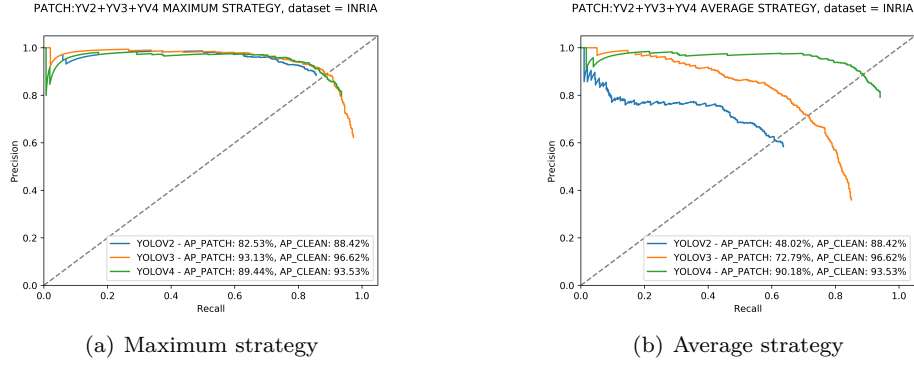 PATCH:YV2+YV3+YV4 MAXIMUM STRATEGY, dataset = INRIA
1.0
0.8
0.6
0.4
0.2
0.0
Precision
0.0 0.2 0.4 0.6 0.8 1.0
Recall
YOLOV2 - AP_PATCH: 82.53%, AP_CLEAN: 88.42%
YOLOV3 - AP_PATCH: 93.13%, AP_CLEAN: 96.62%
YOLOV4 - AP_PATCH: 89.44%, AP_CLEAN: 93.53%
(a) Maximum strategy
PATCH:YV2+YV3+YV4 AVERAGE STRATEGY, dataset = INRIA
1.0
0.8
0.6
0.4
0.2
0.0
Precision
0.0 0.2 0.4 0.6 0.8 1.0
Recall
YOLOV2 - AP_PATCH: 48.02%, AP_CLEAN: 88.42%
YOLOV3 - AP_PATCH: 72.79%, AP_CLEAN: 96.62%
YOLOV4 - AP_PATCH: 90.18%, AP_CLEAN: 93.53%
(b) Average strategy